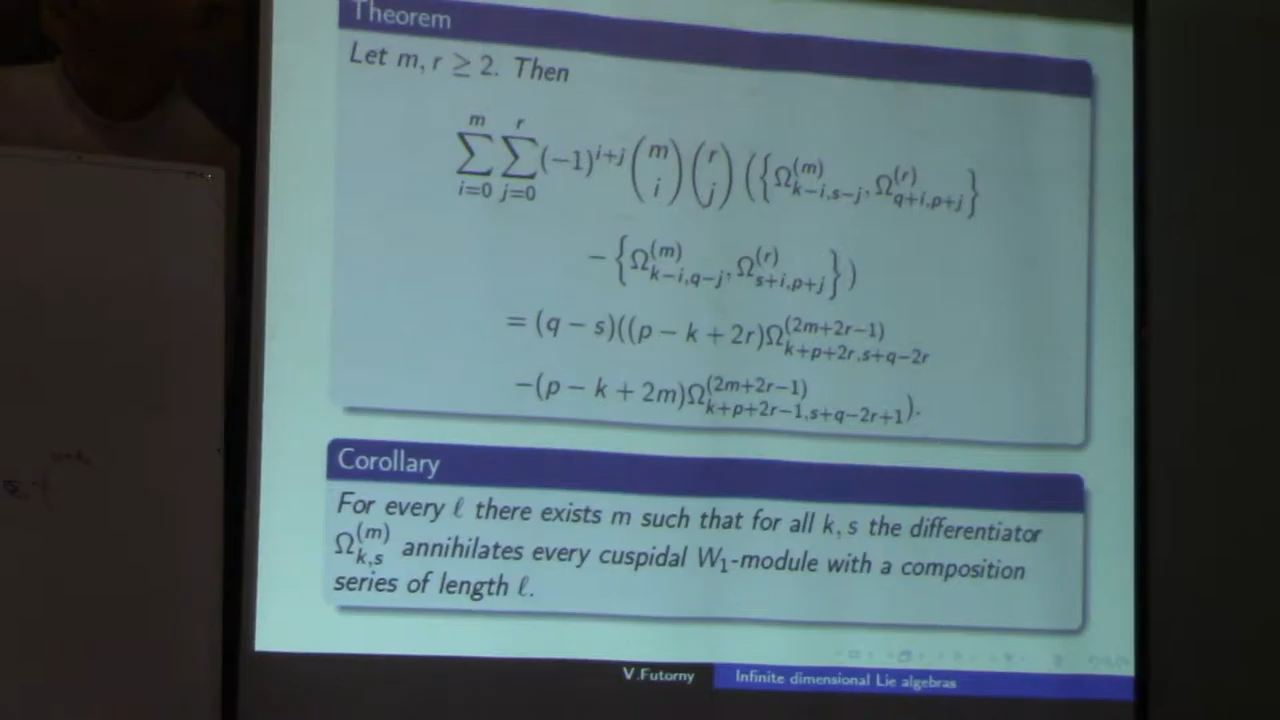 Theorem
Let m, r ≥ 2. Then
\sum_{i=0}^{m} \sum_{j=0}^{r} (-1)^{i+j} \binom{m}{i} \binom{r}{j} ( \{ Ω^{(m)}_{k-i,s-j}, Ω^{(r)}_{q+i,p+j} \}
- \{ Ω^{(m)}_{k-i,q-j}, Ω^{(r)}_{s+i,p+j} \} )
= (q - s)((p - k + 2r)Ω^{(2m+2r-1)}_{k+p+2r,s+q-2r}
-(p - k + 2m)Ω^{(2m+2r-1)}_{k+p+2r-1,s+q-2r+1}).
Corollary
For every ℓ there exists m such that for all k, s the differentiator
Ω^{(m)}_{k,s} annihilates every cuspidal W_1-module with a composition
series of length ℓ.
V.Futorny Infinite dimensional Lie algebras